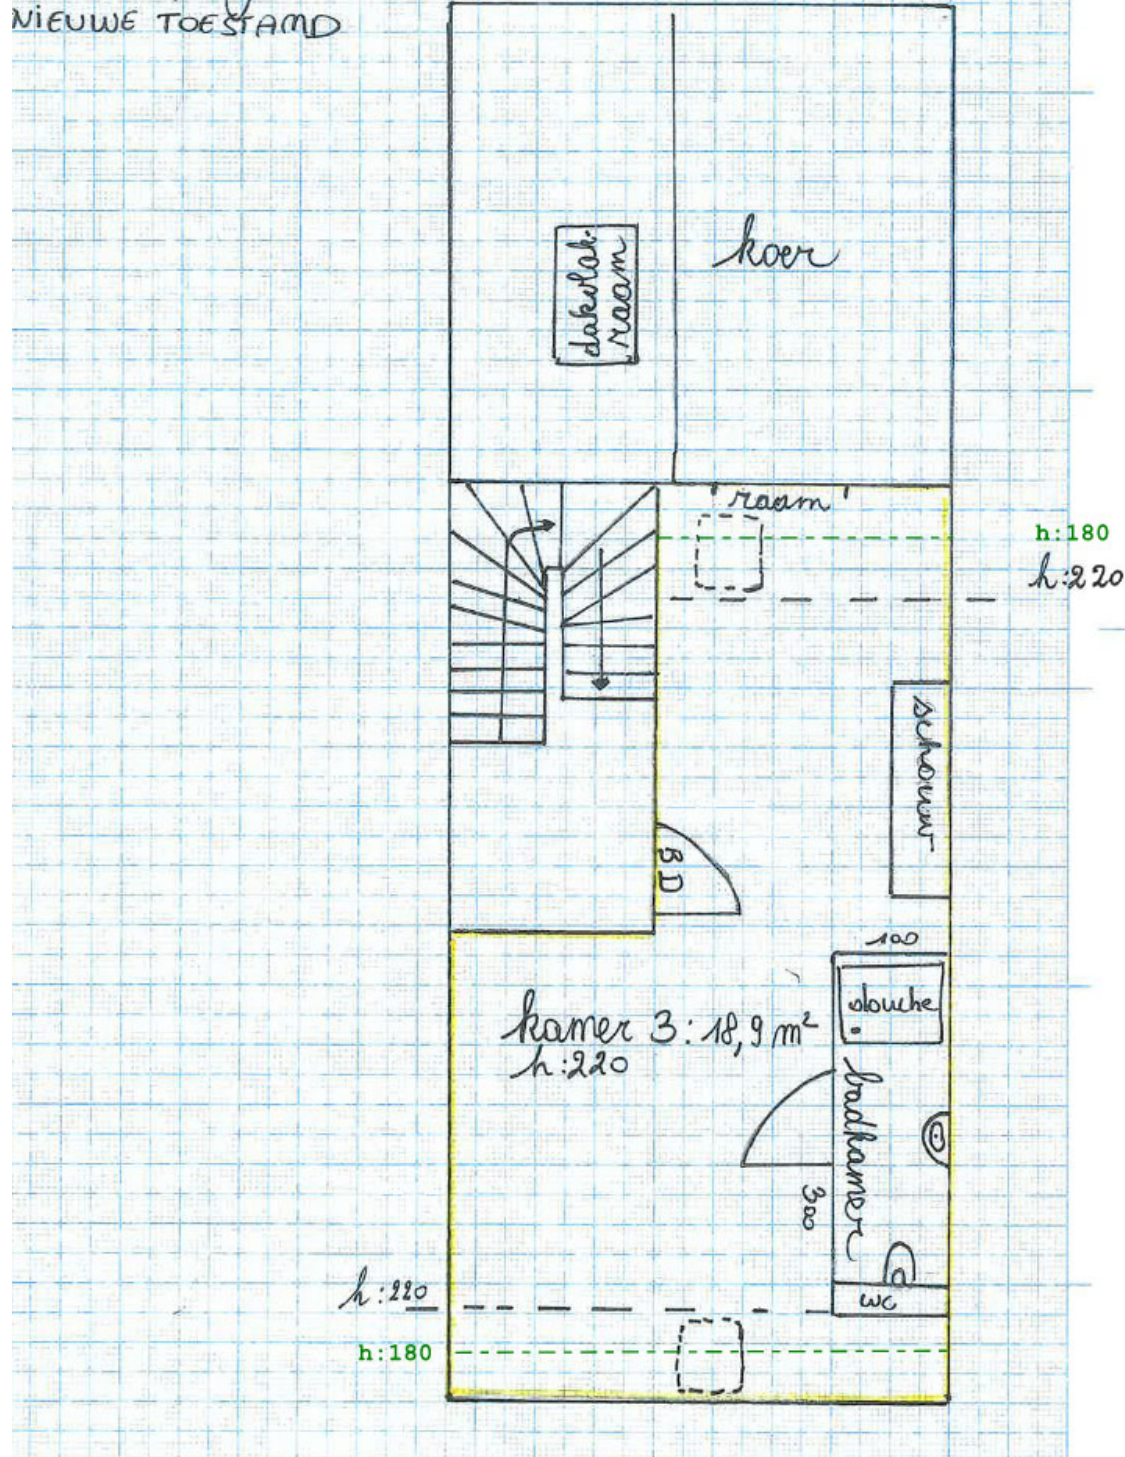 NIEUWE TOESTAND
dakvlak-
raam
koer
raam
h:180
h:220
schouw
BD
100
douche
kamer 3: 18,9 m²
h:220
badkamer
300
h:220
wc
h:180